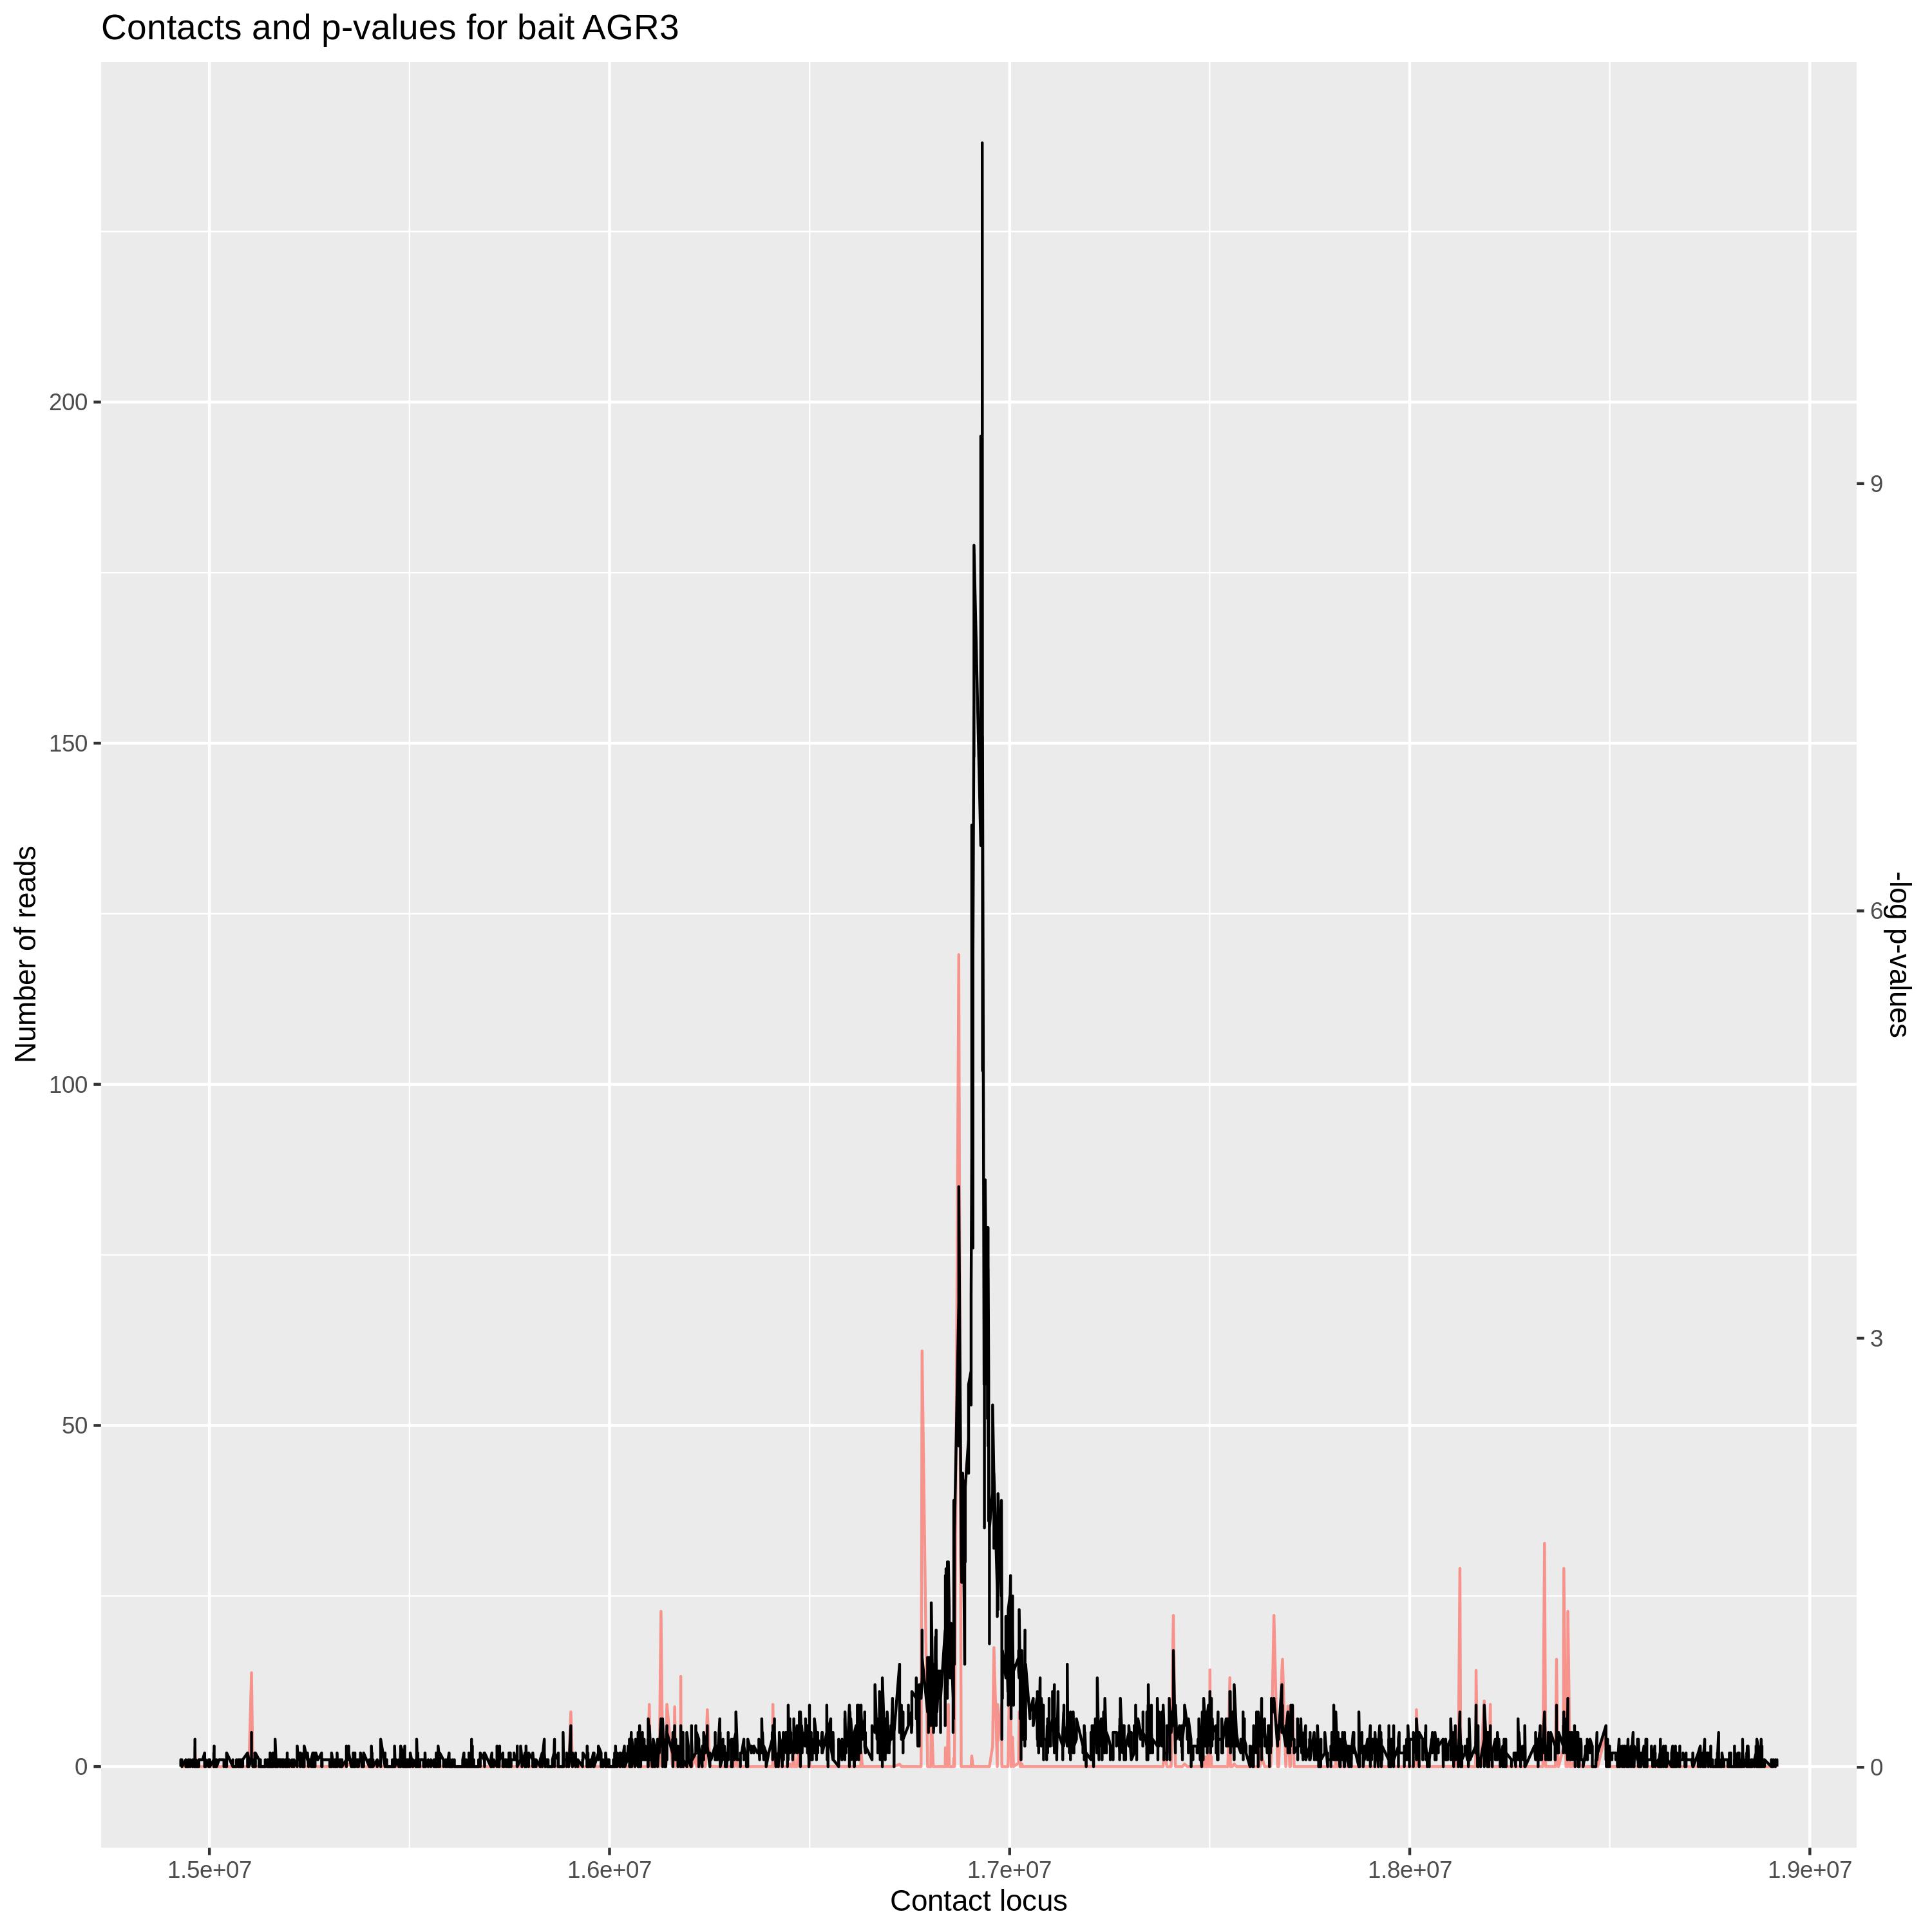 Contacts and p-values for bait AGR3
Number of reads
200
150
100
50
0
9
6
3
0
-log p-values
1.5e+07 1.6e+07 1.7e+07 1.8e+07 1.9e+07
Contact locus